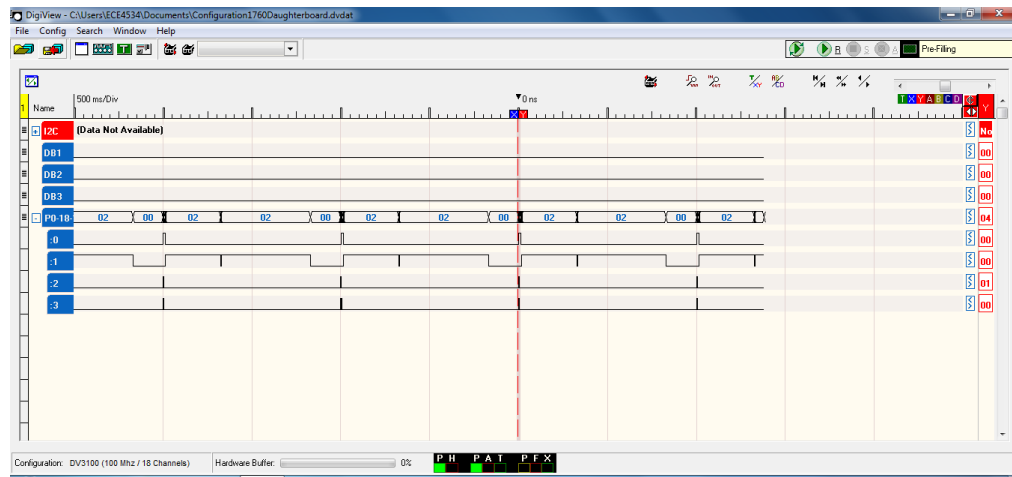 DigiView - C:\Users\ECE4534\Documents\Configuration1760Daughterboard.dvdat
File Config Search Window Help
R S A Pre-Filling
1 Name 500 ms/Div 0 ns T X Y A B C D Y
X Y
I2C (Data Not Available) No
DB1 00
DB2 00
DB3 00
P0-18- 02 00 02 02 00 02 02 00 02 02 00 02 04
:0 00
:1 00
:2 01
:3 00
Configuration: DV3100 (100 Mhz / 18 Channels) Hardware Buffer: 0% P H P A T P F X